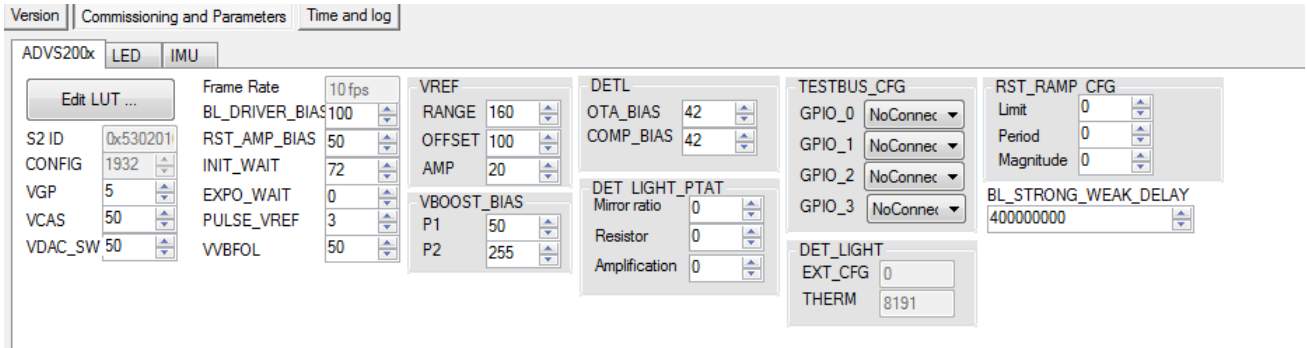 Version Commissioning and Parameters Time and log
ADVS200x LED IMU
Edit LUT ...
S2 ID 0x5302016
CONFIG 1932
VGP 5
VCAS 50
VDAC_SW 50
Frame Rate 10 fps
BL_DRIVER_BIAS 100
RST_AMP_BIAS 50
INIT_WAIT 72
EXPO_WAIT 0
PULSE_VREF 3
VVBFOL 50
VREF
RANGE 160
OFFSET 100
AMP 20
VBOOST_BIAS
P1 50
P2 255
DETL
OTA_BIAS 42
COMP_BIAS 42
DET_LIGHT_PTAT
Mirror ratio 0
Resistor 0
Amplification 0
TESTBUS_CFG
GPIO_0 NoConnec
GPIO_1 NoConnec
GPIO_2 NoConnec
GPIO_3 NoConnec
DET_LIGHT
EXT_CFG 0
THERM 8191
RST_RAMP_CFG
Limit 0
Period 0
Magnitude 0
BL_STRONG_WEAK_DELAY
400000000